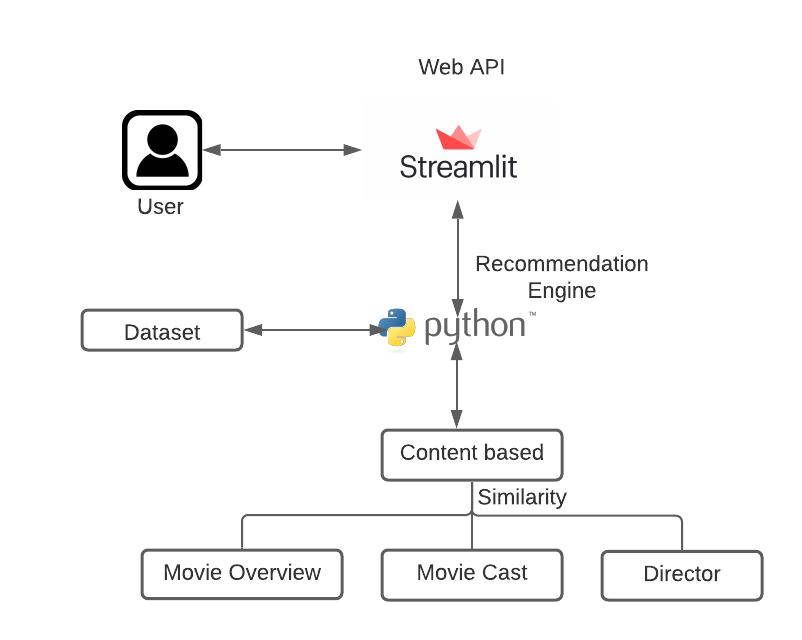 Web API
Streamlit
User
Recommendation
Engine
Dataset
python™
Content based
Similarity
Movie Overview
Movie Cast
Director